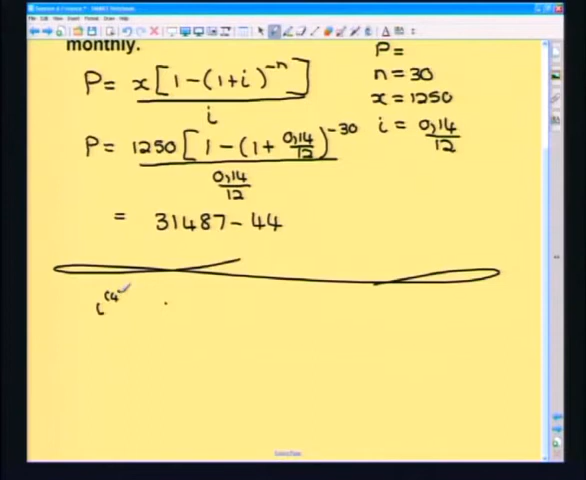 monthly.
P = x[1-(1+i)^-n]
i
P = 1250[1-(1+0,14/12)^-30]
0,14/12
= 31487-44
P =
n = 30
x = 1250
i = 0,14/12